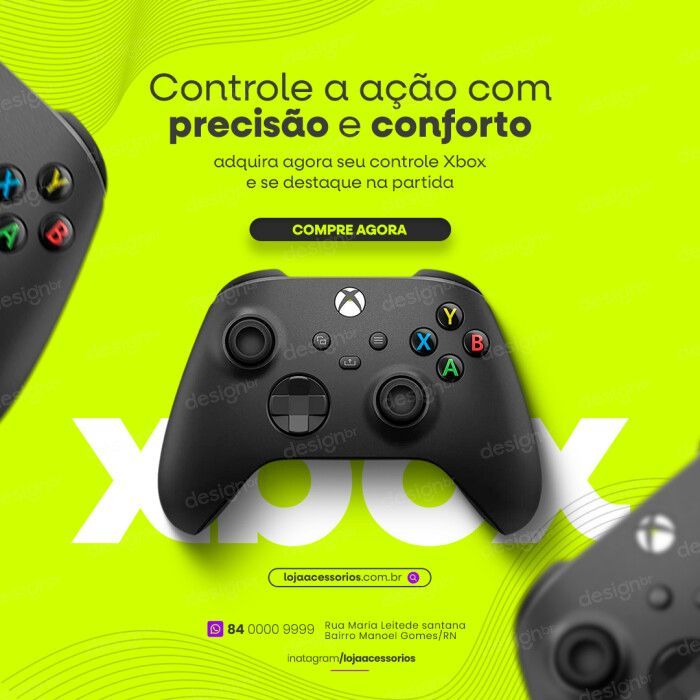 Controle a ação com
precisão e conforto
adquira agora seu controle Xbox
e se destaque na partida
COMPRE AGORA
X Y
A B
Y
X B
A
xbox
lojaacessorios.com.br
84 0000 9999
Rua Maria Leitede santana
Bairro Manoel Gomes/RN
inatagram/lojaacessorios
designbr